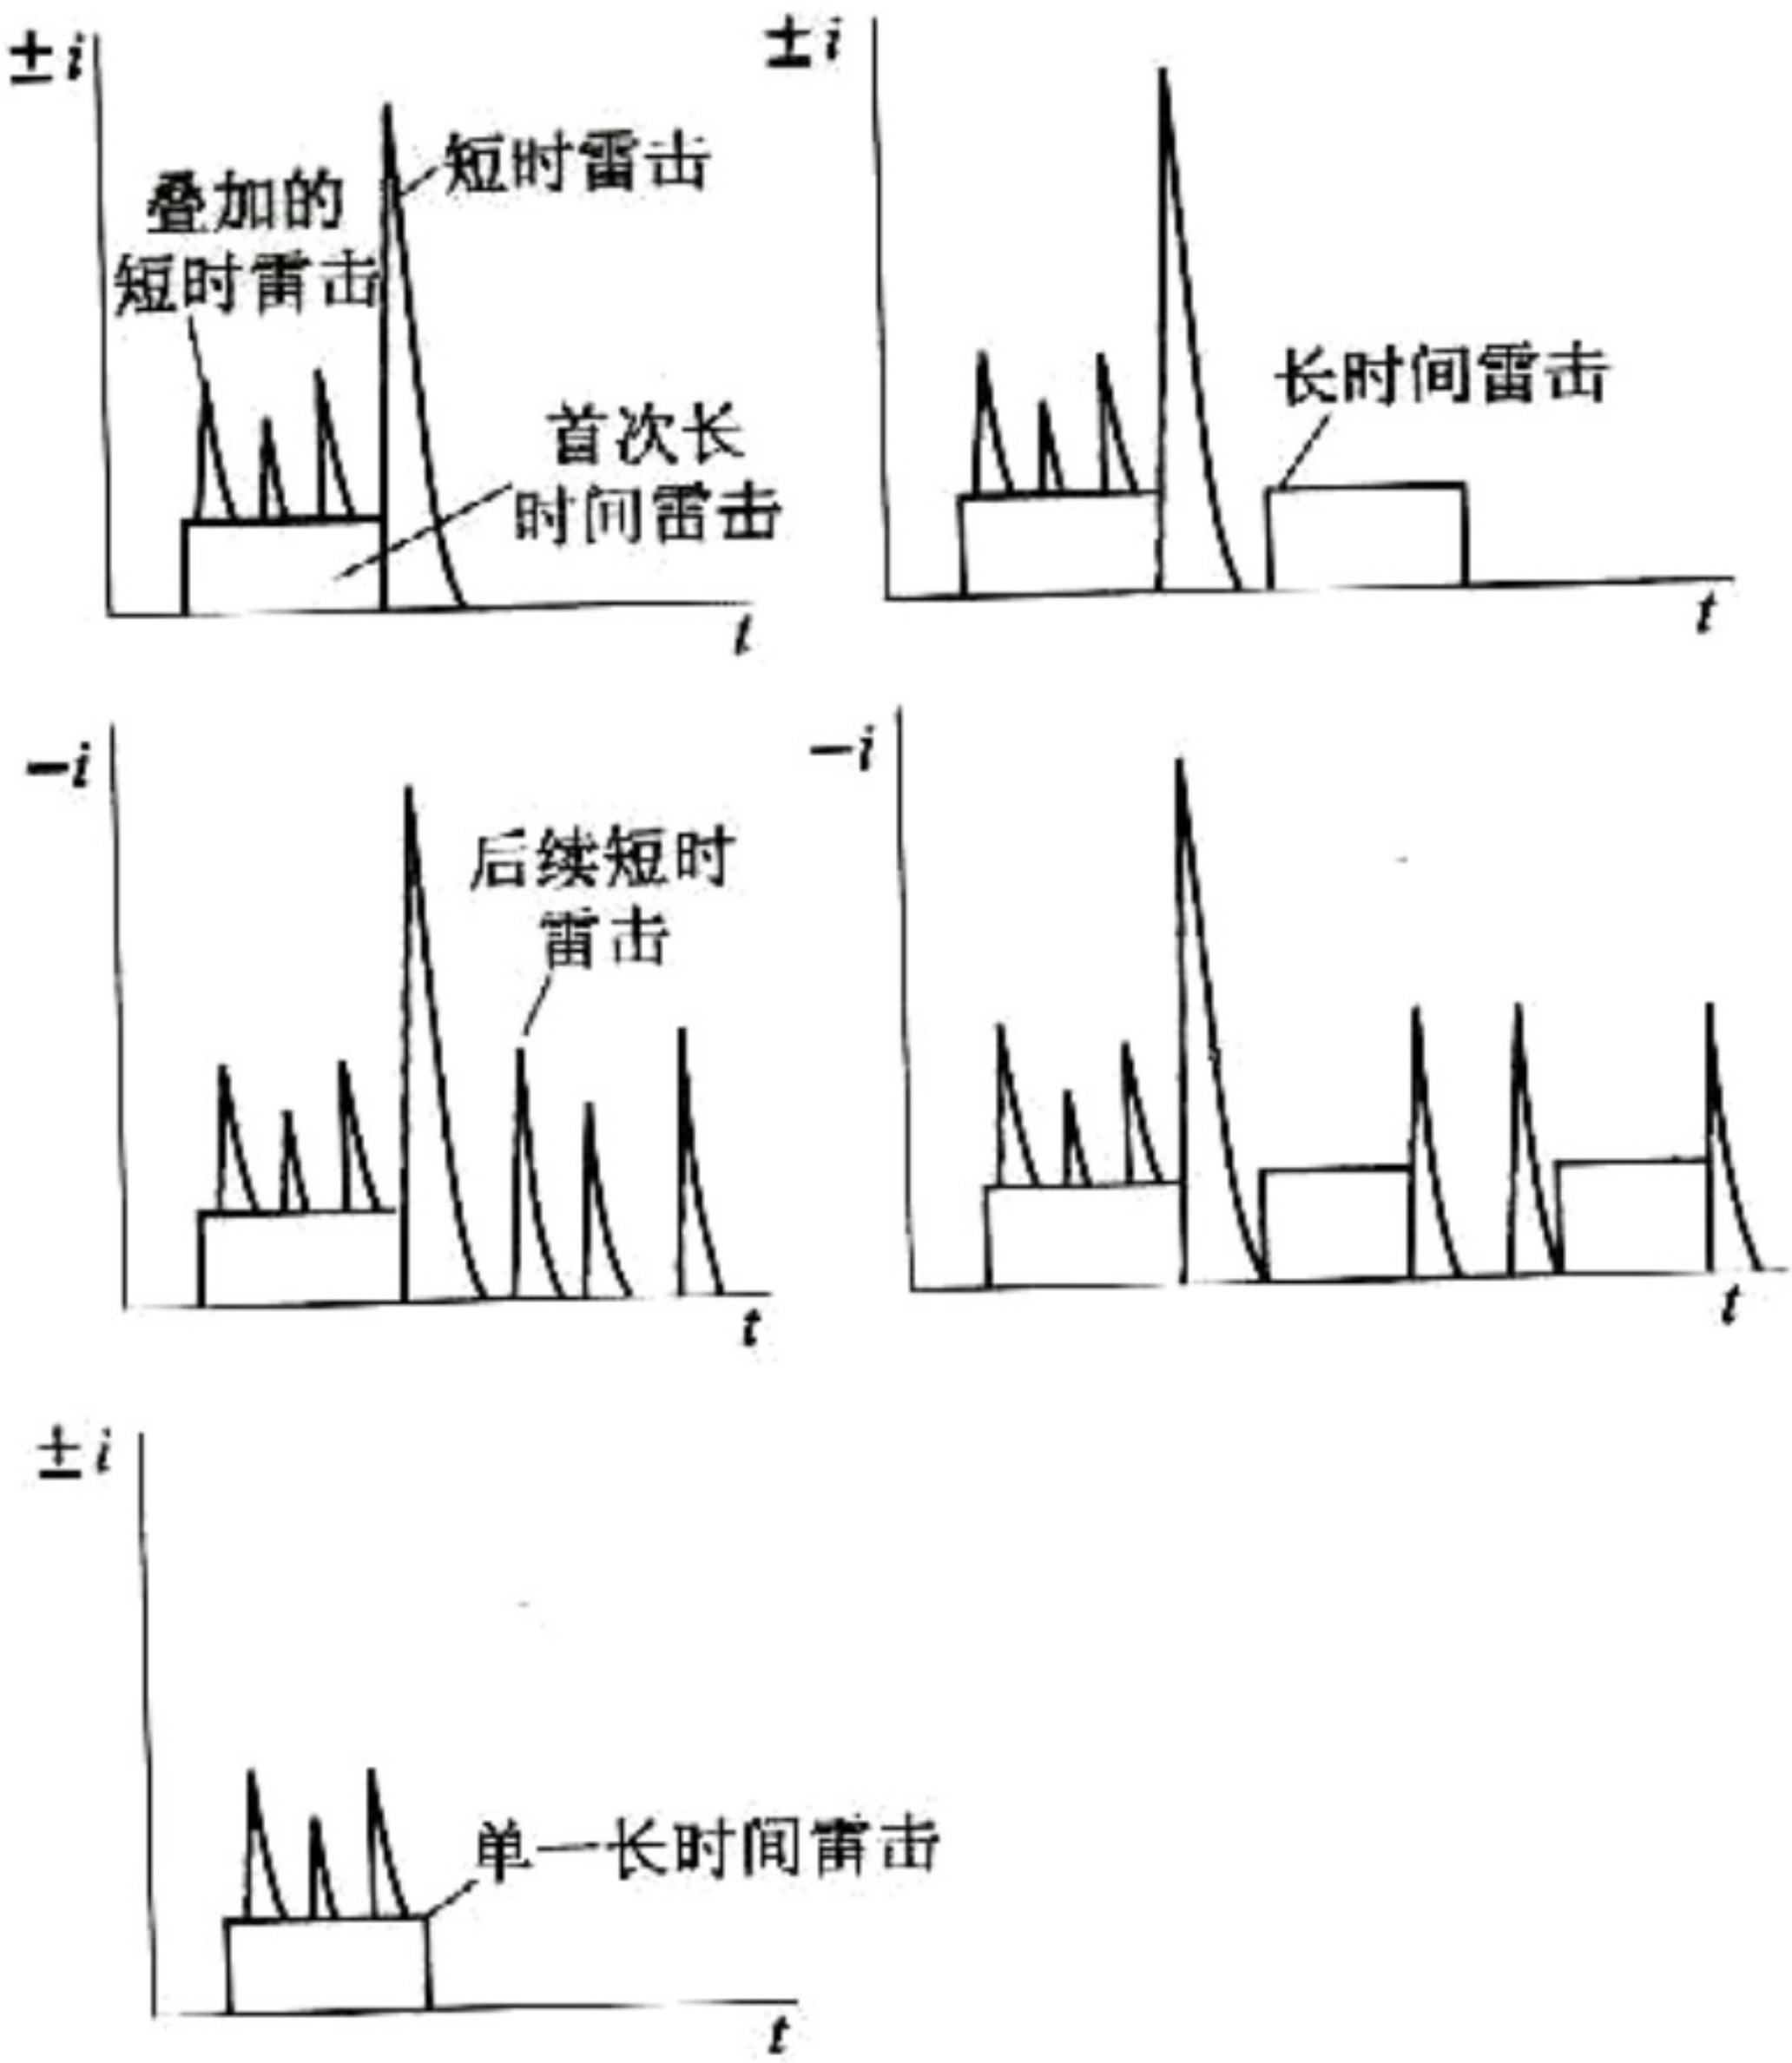 ±i
短时雷击
叠加的
短时雷击
首次长
时间雷击
t
±i
长时间雷击
t
-i
后续短时
雷击
t
-i
t
±i
单一长时间雷击
t